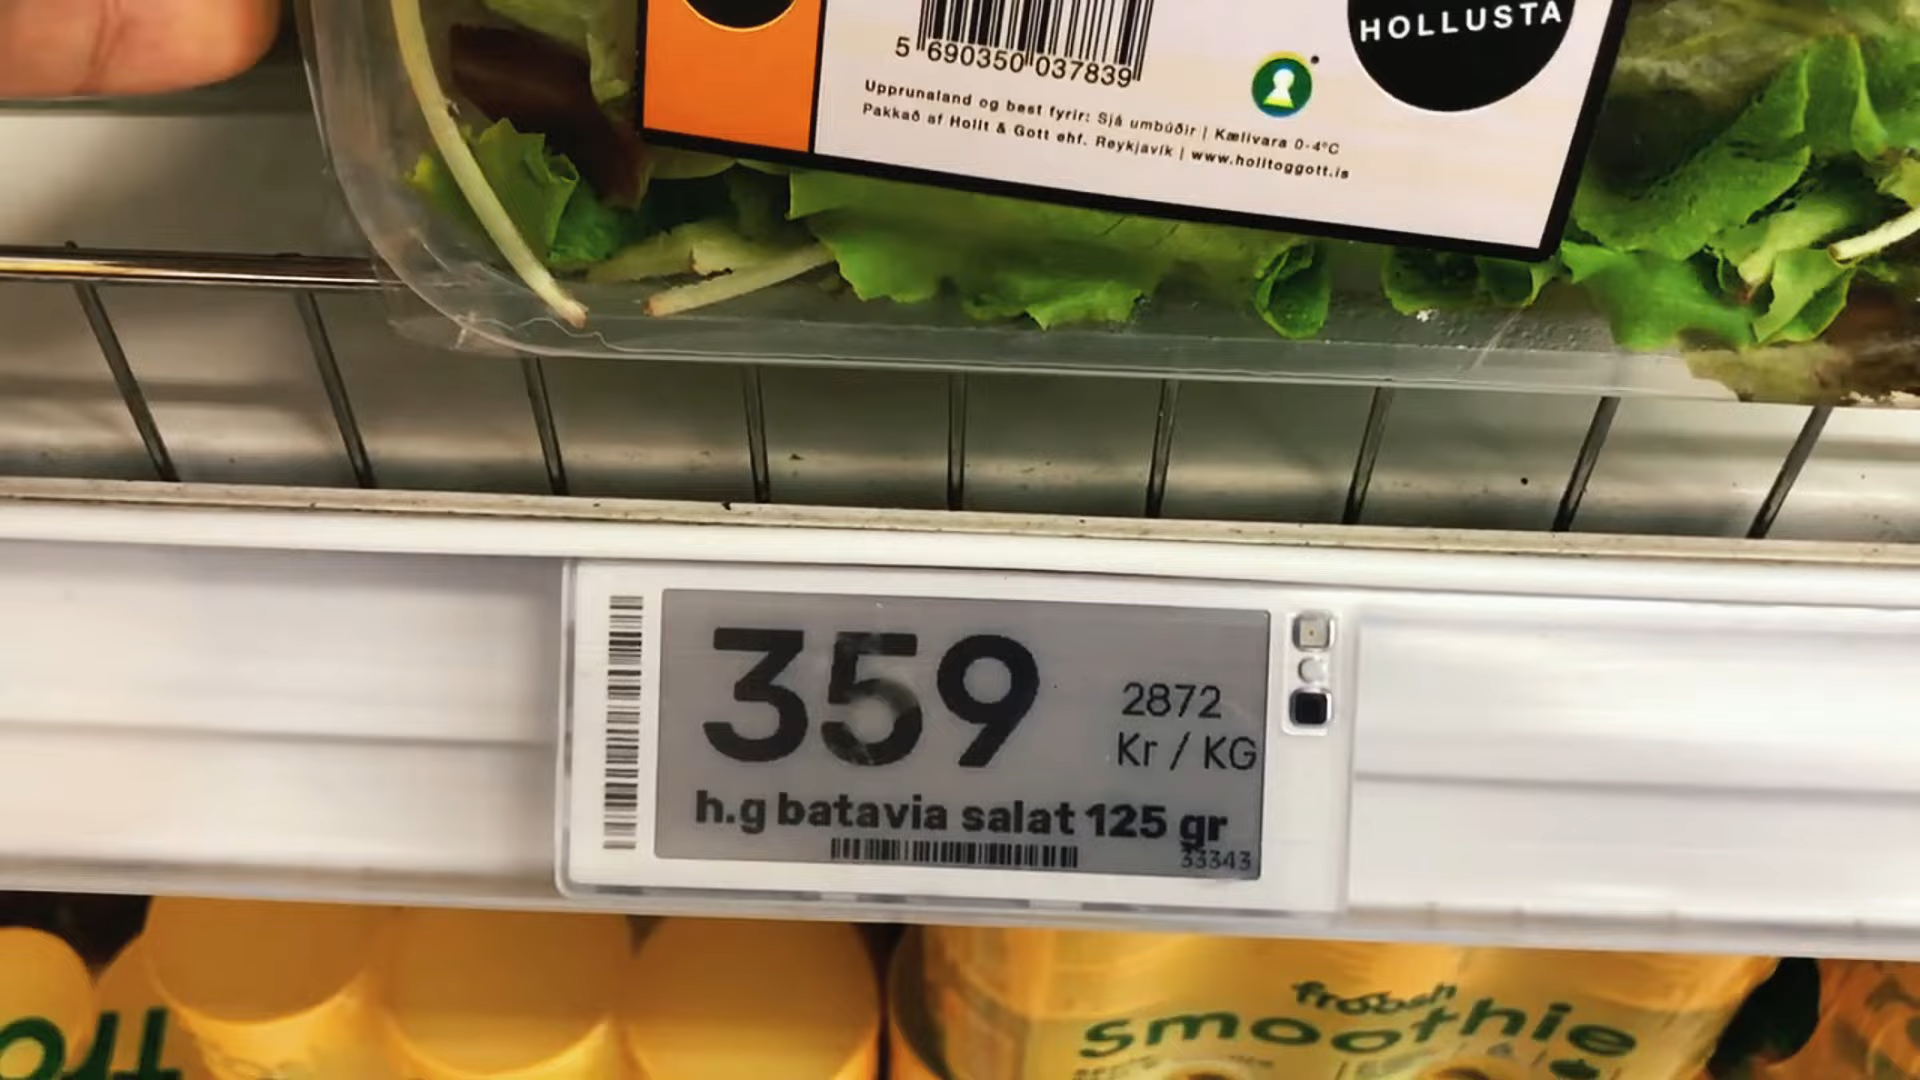 HOLLUSTA
5 690350 037839
Upprunaland og best fyrir: Sjá umbúðir | Kælivara 0-4°C
Pakkað af Hollt & Gott ehf. Reykjavík | www.holltoggott.is
359
2872
Kr / KG
h.g batavia salat 125 gr
33343
froosh
smoothie